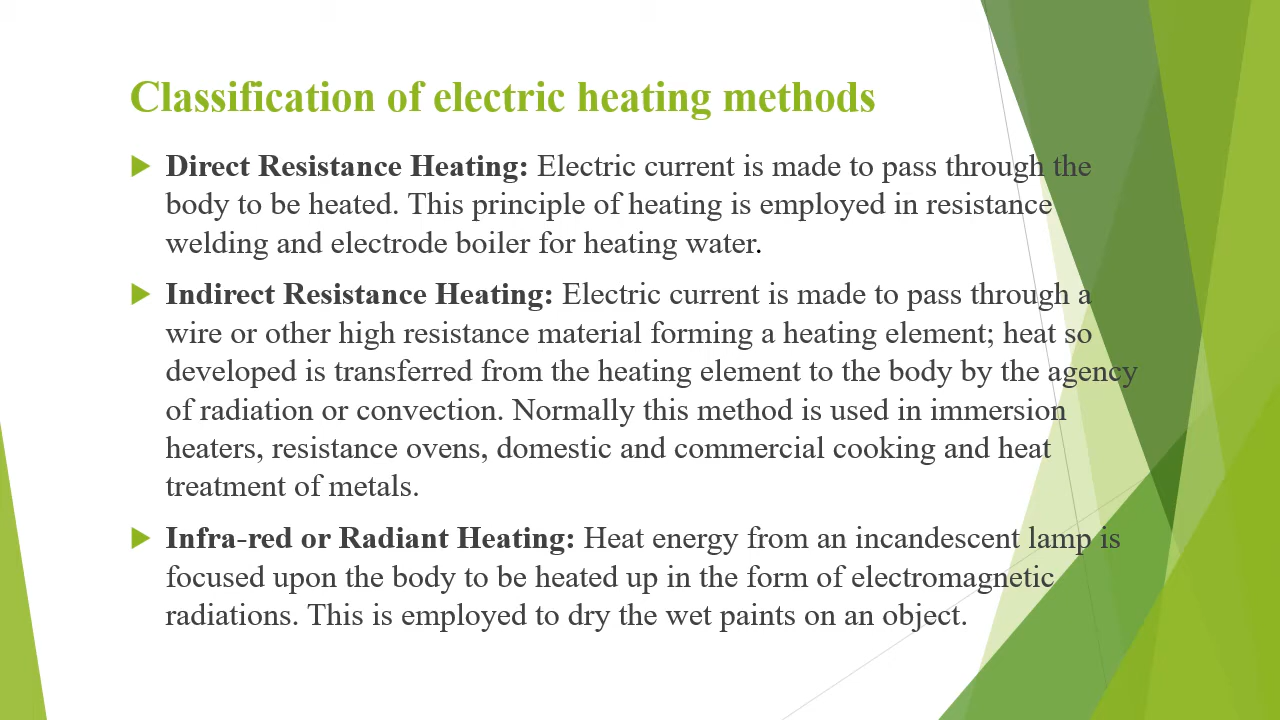 Classification of electric heating methods
Direct Resistance Heating: Electric current is made to pass through the
body to be heated. This principle of heating is employed in resistance
welding and electrode boiler for heating water.
Indirect Resistance Heating: Electric current is made to pass through a
wire or other high resistance material forming a heating element; heat so
developed is transferred from the heating element to the body by the agency
of radiation or convection. Normally this method is used in immersion
heaters, resistance ovens, domestic and commercial cooking and heat
treatment of metals.
Infra-red or Radiant Heating: Heat energy from an incandescent lamp is
focused upon the body to be heated up in the form of electromagnetic
radiations. This is employed to dry the wet paints on an object.